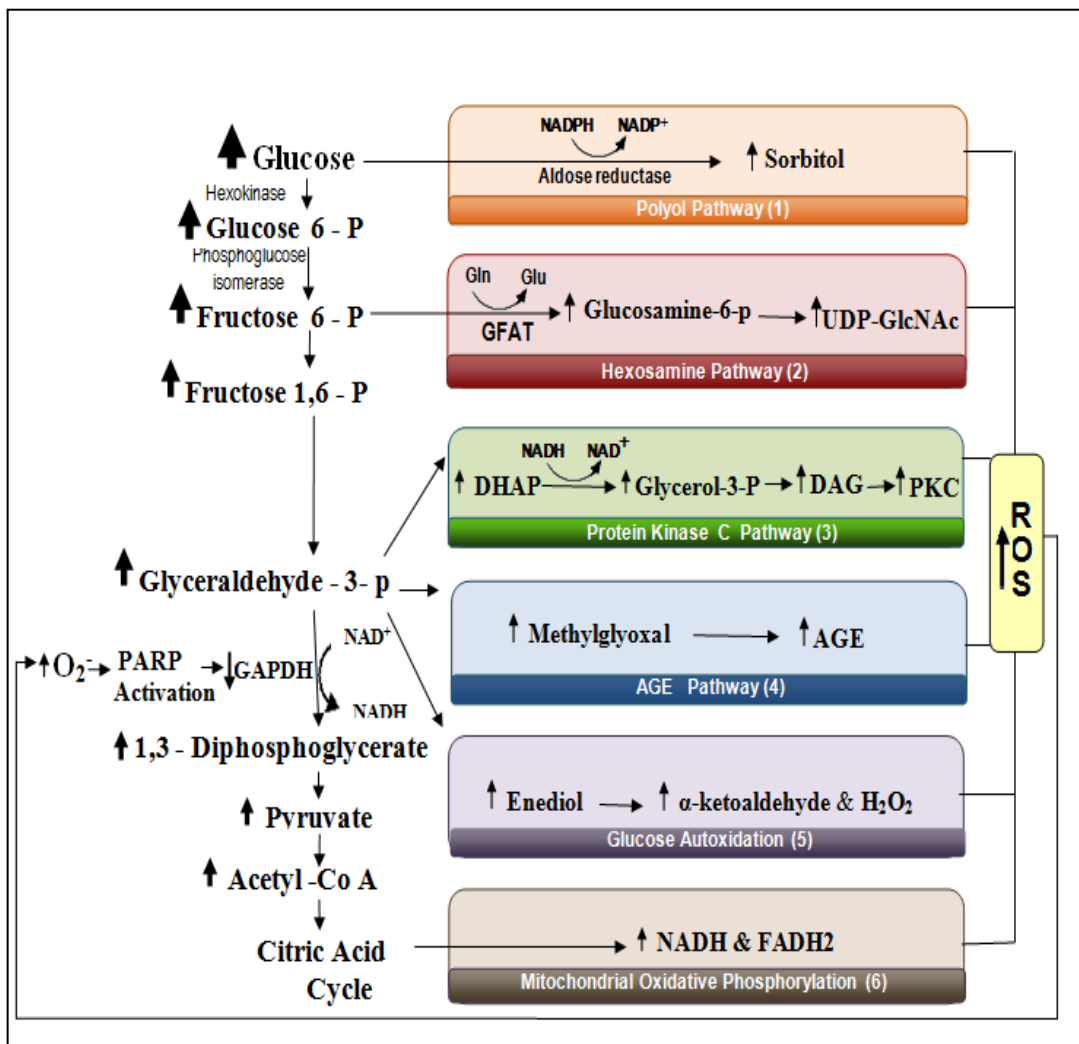 NADPH NADP+
Glucose
Aldose reductase
Sorbitol
Polyol Pathway (1)
Hexokinase
Glucose 6 - P
Phosphoglucose
isomerase
Fructose 6 - P
Gln Glu
GFAT
Glucosamine-6-p
UDP-GlcNAc
Hexosamine Pathway (2)
Fructose 1,6 - P
NADH NAD+
DHAP
Glycerol-3-P
DAG
PKC
Protein Kinase C Pathway (3)
ROS
Glyceraldehyde - 3- p
Methylglyoxal
AGE
AGE Pathway (4)
NAD+
O2-
PARP
Activation
GAPDH
NADH
1,3 - Diphosphoglycerate
Enediol
α-ketoaldehyde & H2O2
Glucose Autoxidation (5)
Pyruvate
Acetyl -Co A
Citric Acid
Cycle
NADH & FADH2
Mitochondrial Oxidative Phosphorylation (6)